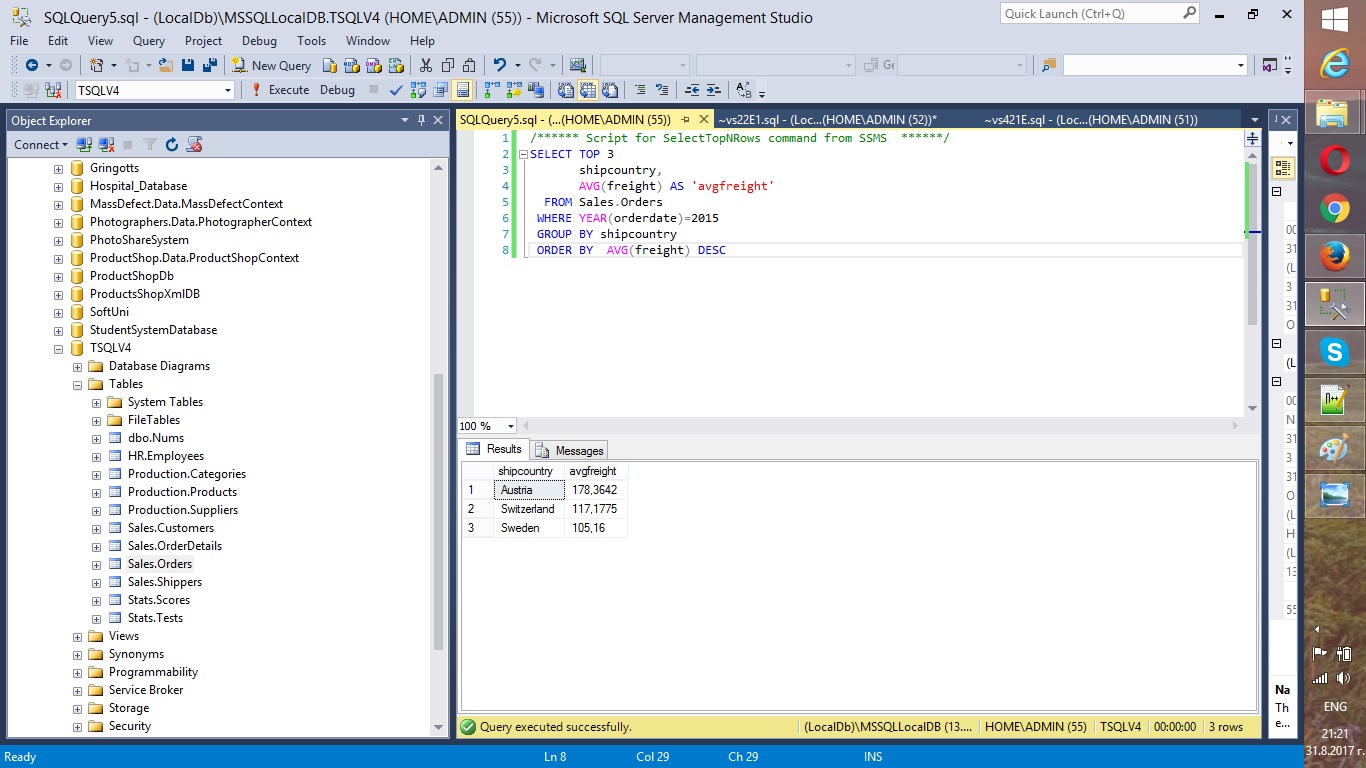 SQLQuery5.sql - (LocalDb)\MSSQLLocalDB.TSQLV4 (HOME\ADMIN (55)) - Microsoft SQL Server Management Studio
Quick Launch (Ctrl+Q)
File Edit View Query Project Debug Tools Window Help
New Query
TSQLV4
Execute Debug
Object Explorer
Connect
Gringotts
Hospital_Database
MassDefect.Data.MassDefectContext
Photographers.Data.PhotographerContext
PhotoShareSystem
ProductShop.Data.ProductShopContext
ProductShopDb
ProductsShopXmlDB
SoftUni
StudentSystemDatabase
TSQLV4
Database Diagrams
Tables
System Tables
FileTables
dbo.Nums
HR.Employees
Production.Categories
Production.Products
Production.Suppliers
Sales.Customers
Sales.OrderDetails
Sales.Orders
Sales.Shippers
Stats.Scores
Stats.Tests
Views
Synonyms
Programmability
Service Broker
Storage
Security
SQLQuery5.sql - (...(HOME\ADMIN (55)) ~vs22E1.sql - (Loc...(HOME\ADMIN (52))* ~vs421E.sql - (Loc...(HOME\ADMIN (51))
1 /****** Script for SelectTopNRows command from SSMS ******/
2 SELECT TOP 3
3 shipcountry,
4 AVG(freight) AS 'avgfreight'
5 FROM Sales.Orders
6 WHERE YEAR(orderdate)=2015
7 GROUP BY shipcountry
8 ORDER BY AVG(freight) DESC
100 %
Results Messages
shipcountry avgfreight
1 Austria 178,3642
2 Switzerland 117,1775
3 Sweden 105,16
Query executed successfully. (LocalDb)\MSSQLLocalDB (13.... HOME\ADMIN (55) TSQLV4 00:00:00 3 rows
Na
Th
e...
Ready Ln 8 Col 29 Ch 29 INS
ENG
21:21
31.8.2017 г.